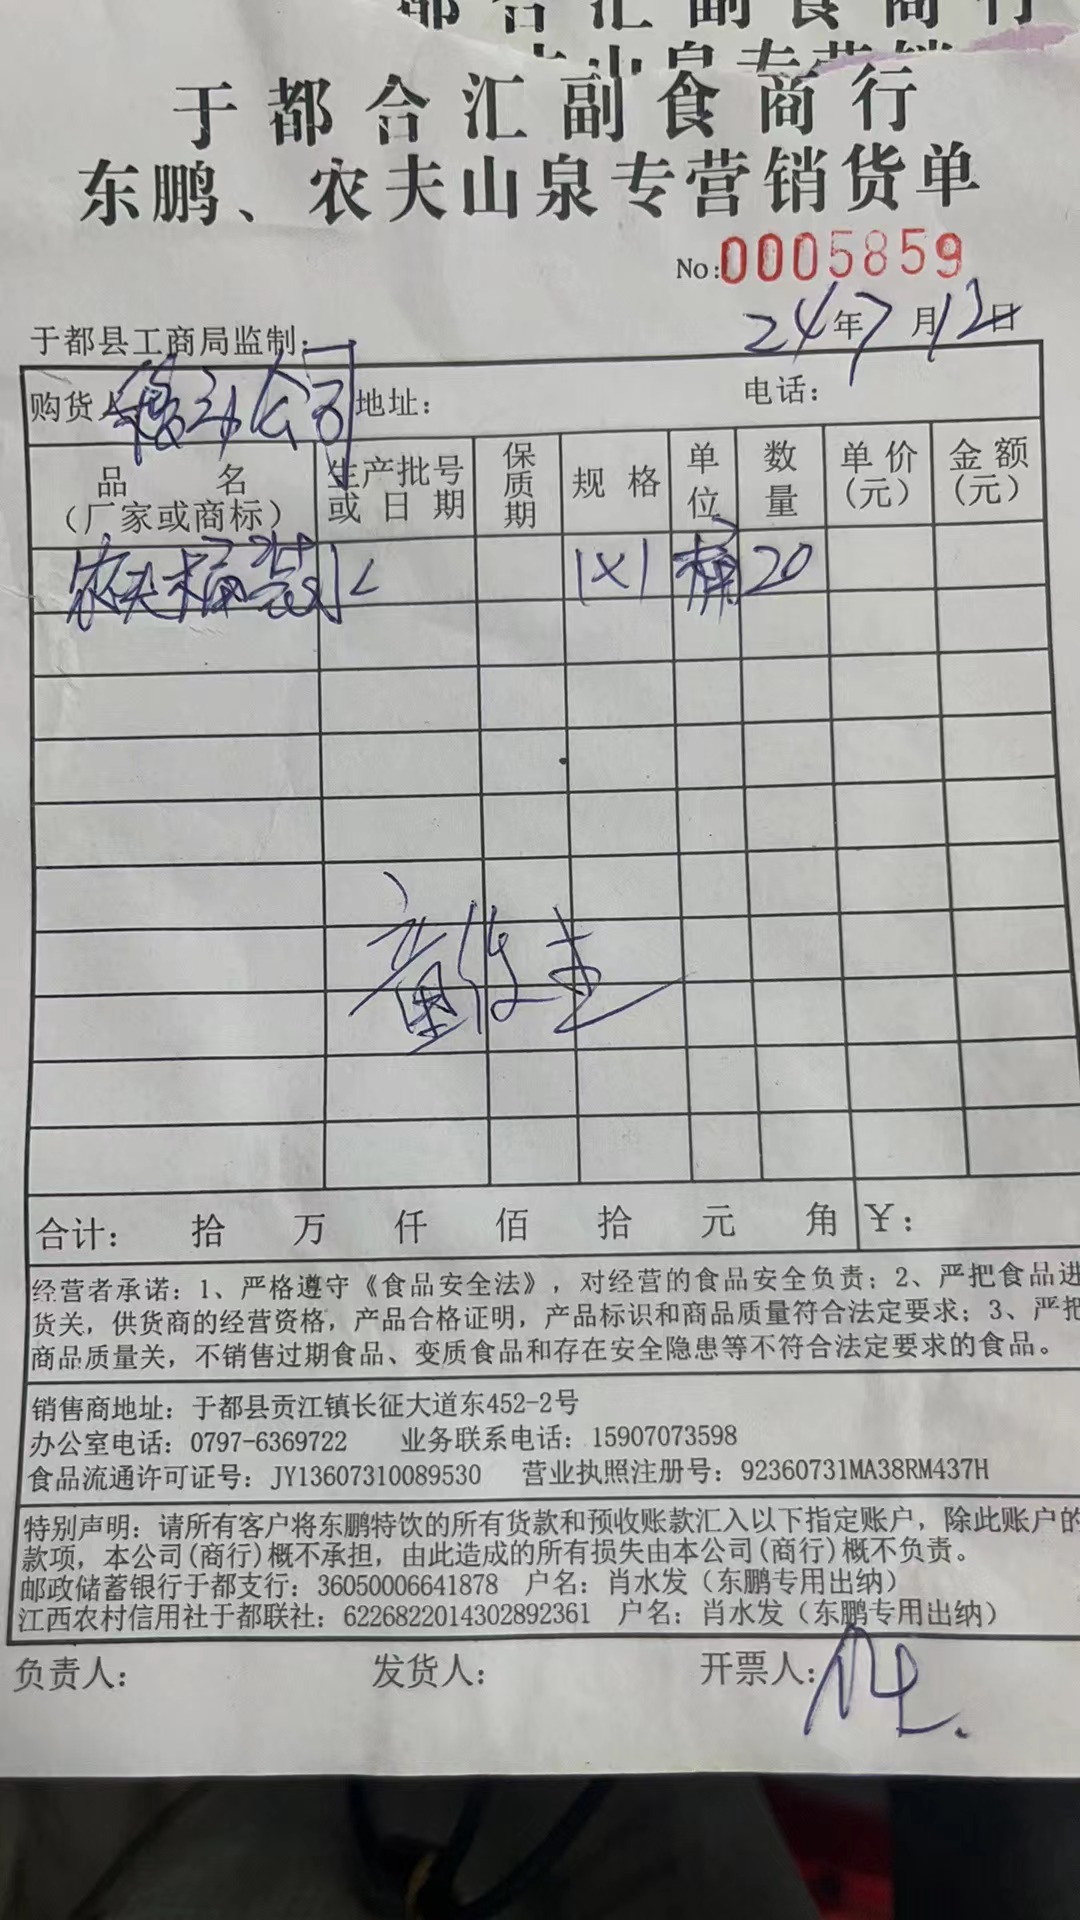 于都合汇副食商行
东鹏、农夫山泉专营销货单
No:0005859
24年7月12日
于都县工商局监制:
购货人 移动公司 地址: 电话:
品名(厂家或商标) 生产批号或日期 保质期 规格 单位 数量 单价(元) 金额(元)
农夫桶装水 1×1 桶 20
合计: 拾 万 仟 佰 拾 元 角 ¥:
经营者承诺: 1、严格遵守《食品安全法》, 对经营的食品安全负责; 2、严把食品进
货关, 供货商的经营资格, 产品合格证明, 产品标识和商品质量符合法定要求; 3、严把
商品质量关, 不销售过期食品、变质食品和存在安全隐患等不符合法定要求的食品。
销售商地址: 于都县贡江镇长征大道东452-2号
办公室电话: 0797-6369722 业务联系电话: 15907073598
食品流通许可证号: JY13607310089530 营业执照注册号: 92360731MA38RM437H
特别声明: 请所有客户将东鹏特饮的所有货款和预收账款汇入以下指定账户, 除此账户的
款项, 本公司(商行)概不承担, 由此造成的所有损失由本公司(商行)概不负责。
邮政储蓄银行于都支行: 36050006641878 户名: 肖水发 (东鹏专用出纳)
江西农村信用社于都联社: 6226822014302892361 户名: 肖水发 (东鹏专用出纳)
负责人: 发货人: 开票人: